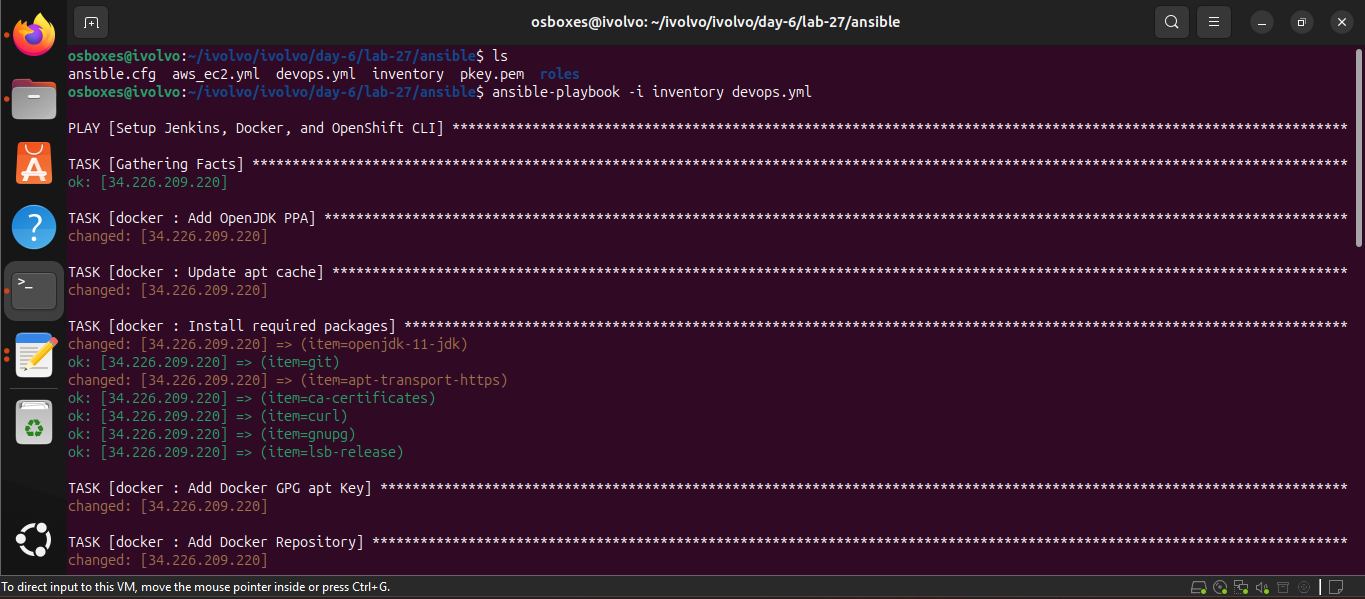 osboxes@ivolvo: ~/ivolvo/ivolvo/day-6/lab-27/ansible
osboxes@ivolvo:~/ivolvo/ivolvo/day-6/lab-27/ansible$ ls
ansible.cfg  aws_ec2.yml  devops.yml  inventory  pkey.pem  roles
osboxes@ivolvo:~/ivolvo/ivolvo/day-6/lab-27/ansible$ ansible-playbook -i inventory devops.yml
PLAY [Setup Jenkins, Docker, and OpenShift CLI] ****************************************************************************************************************
TASK [Gathering Facts] *****************************************************************************************************************************************
ok: [34.226.209.220]
TASK [docker : Add OpenJDK PPA] ********************************************************************************************************************************
changed: [34.226.209.220]
TASK [docker : Update apt cache] *******************************************************************************************************************************
changed: [34.226.209.220]
TASK [docker : Install required packages] **********************************************************************************************************************
changed: [34.226.209.220] => (item=openjdk-11-jdk)
ok: [34.226.209.220] => (item=git)
changed: [34.226.209.220] => (item=apt-transport-https)
ok: [34.226.209.220] => (item=ca-certificates)
ok: [34.226.209.220] => (item=curl)
ok: [34.226.209.220] => (item=gnupg)
ok: [34.226.209.220] => (item=lsb-release)
TASK [docker : Add Docker GPG apt Key] *************************************************************************************************************************
changed: [34.226.209.220]
TASK [docker : Add Docker Repository] **************************************************************************************************************************
changed: [34.226.209.220]
To direct input to this VM, move the mouse pointer inside or press Ctrl+G.